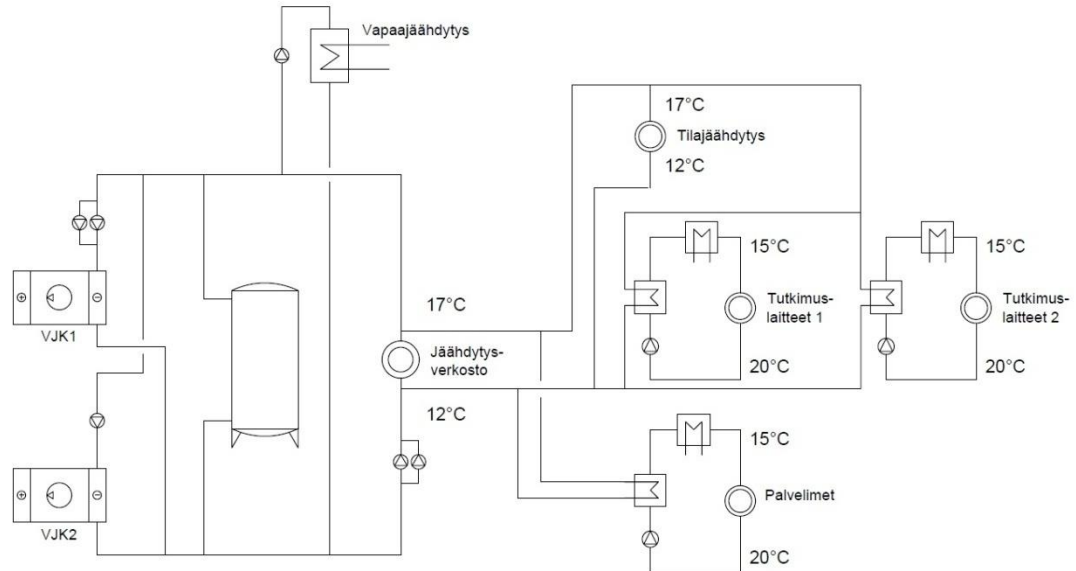 Vapaajäähdytys
17°C
Tilajäähdytys
12°C
15°C
Tutkimus-
laitteet 1
20°C
15°C
Tutkimus-
laitteet 2
20°C
VJK1
17°C
Jäähdytys-
verkosto
12°C
15°C
Palvelimet
20°C
VJK2